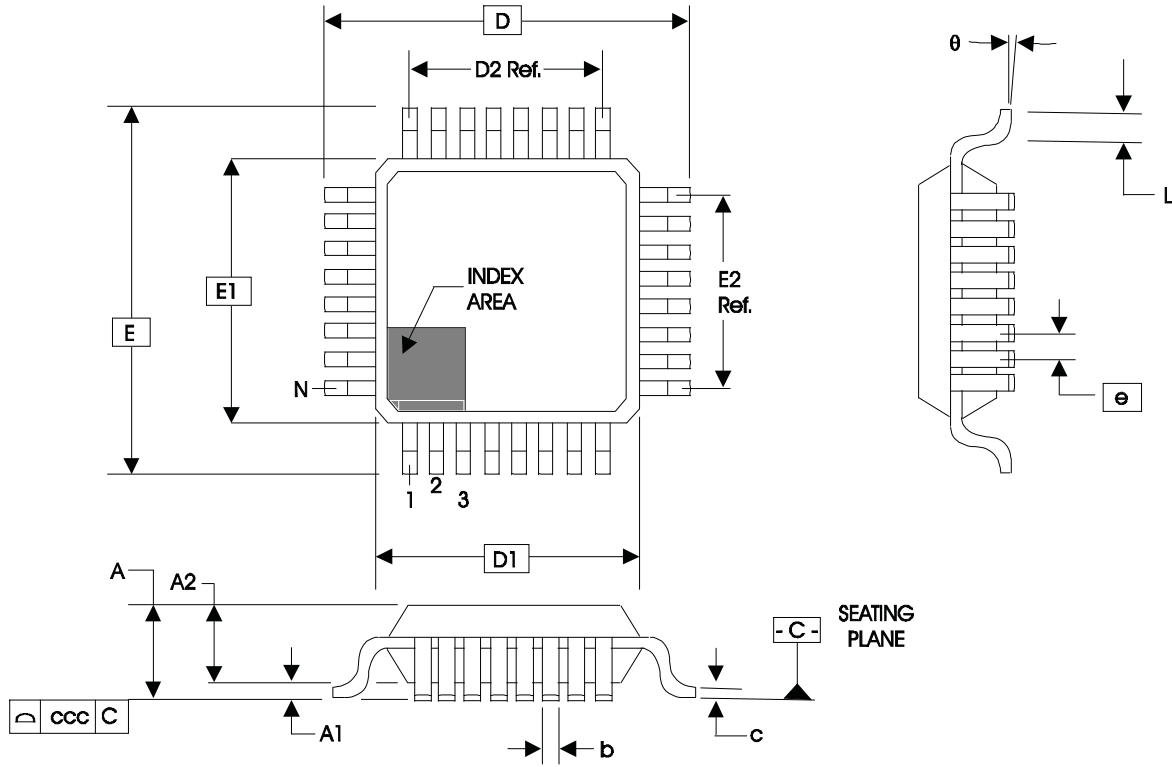 D
D2 Ref.
θ
L
E1
E
INDEX
AREA
E2
Ref.
N
e
1
2
3
D1
A
A2
SEATING
PLANE
- C -
ccc C
A1
b
c